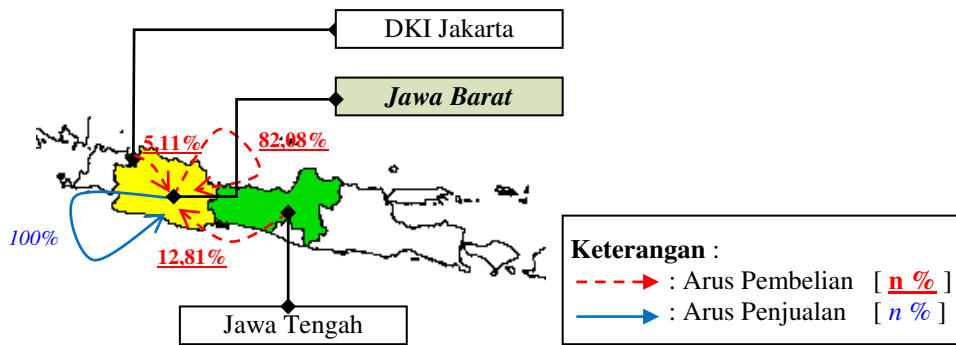 DKI Jakarta
Jawa Barat
5,11%
82,08%
100%
12,81%
Jawa Tengah
Keterangan :
: Arus Pembelian [ n % ]
: Arus Penjualan [ n % ]